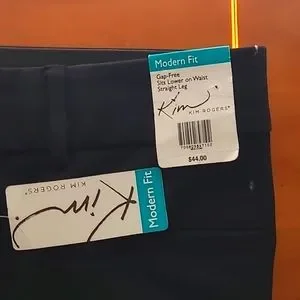 Modern Fit
Gap-Free
Sits Lower on Waist
Straight Leg
Kim
KIM ROGERS®
$44.00
Modern Fit
Kim
KIM ROGERS®